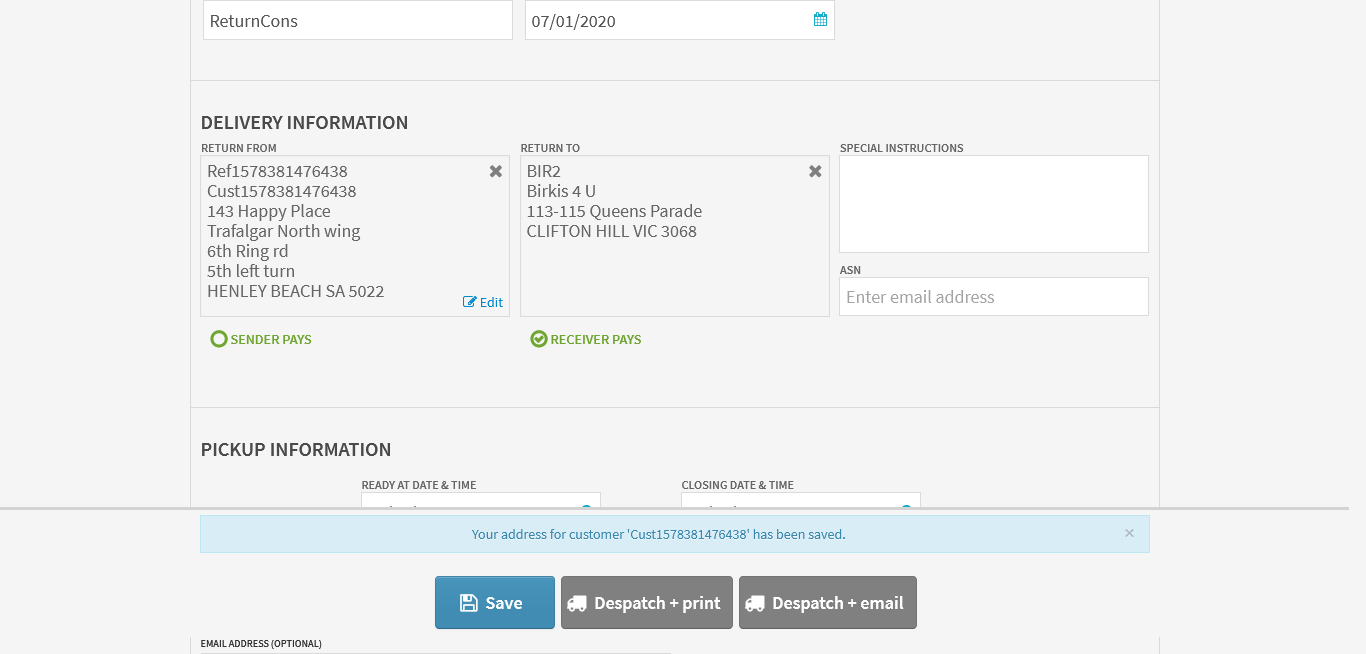 ReturnCons
07/01/2020
DELIVERY INFORMATION
RETURN FROM
Ref1578381476438
Cust1578381476438
143 Happy Place
Trafalgar North wing
6th Ring rd
5th left turn
HENLEY BEACH SA 5022
Edit
SENDER PAYS
RETURN TO
BIR2
Birkis 4 U
113-115 Queens Parade
CLIFTON HILL VIC 3068
RECEIVER PAYS
SPECIAL INSTRUCTIONS
ASN
Enter email address
PICKUP INFORMATION
READY AT DATE & TIME
CLOSING DATE & TIME
Your address for customer 'Cust1578381476438' has been saved.
Save
Despatch + print
Despatch + email
EMAIL ADDRESS (OPTIONAL)